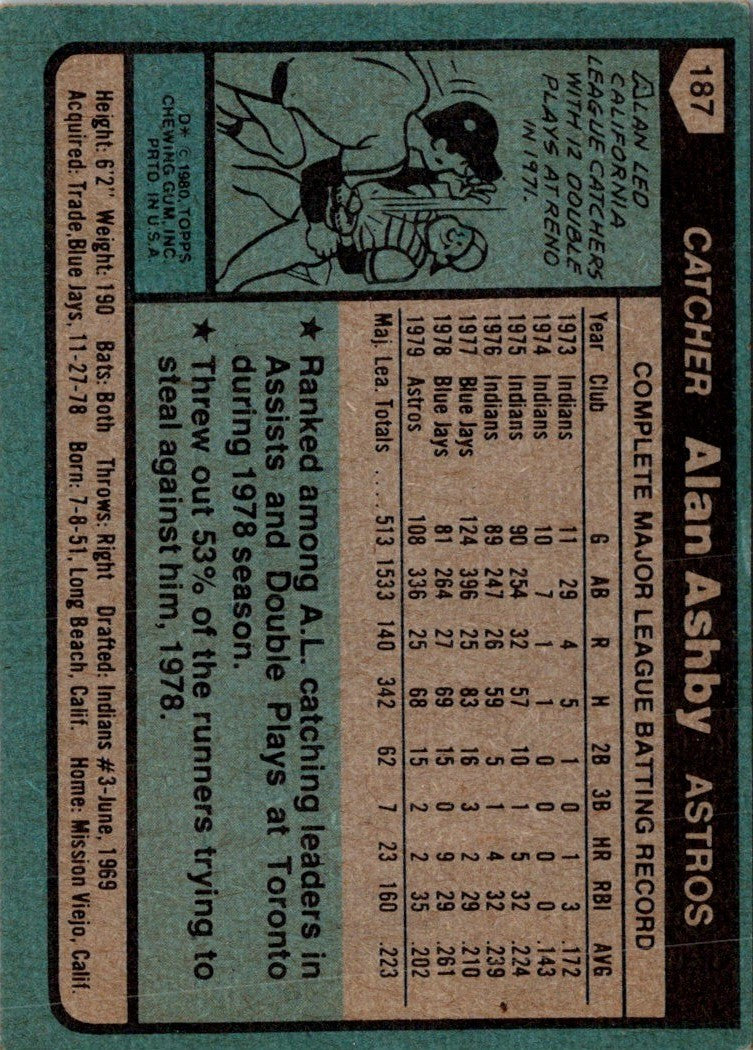 187
CATCHER Alan Ashby ASTROS
ALAN LED
CALIFORNIA
LEAGUE CATCHERS
WITH 12 DOUBLE
PLAYS AT RENO
IN 1971.
D* © 1980, TOPPS
CHEWING GUM, INC
PRTD IN U.S.A
COMPLETE MAJOR LEAGUE BATTING RECORD
Year Club G AB R H 2B 3B HR RBI AVG
1973 Indians 11 29 4 5 1 0 1 3 .172
1974 Indians 10 7 1 1 0 0 0 0 .143
1975 Indians 90 254 32 57 10 1 5 32 .224
1976 Indians 89 247 26 59 5 1 4 32 .239
1977 Blue Jays 124 396 25 83 16 3 2 29 .210
1978 Blue Jays 81 264 27 69 15 0 9 29 .261
1979 Astros 108 336 25 68 15 2 2 35 .202
Maj. Lea. Totals .... 513 1533 140 342 62 7 23 160 .223
★ Ranked among A.L. catching leaders in
Assists and Double Plays at Toronto
during 1978 season.
★ Threw out 53% of the runners trying to
steal against him, 1978.
Height: 6'2" Weight: 190 Bats: Both Throws: Right Drafted: Indians #3-June, 1969
Acquired: Trade, Blue Jays, 11-27-78 Born: 7-8-51, Long Beach, Calif. Home: Mission Viejo, Calif.